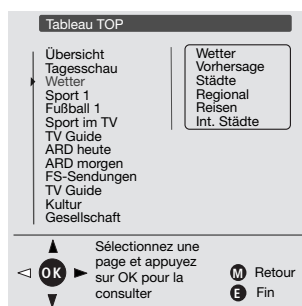 Tableau TOP
Übersicht
Tagesschau
Wetter
Sport 1
Fußball 1
Sport im TV
TV Guide
ARD heute
ARD morgen
FS-Sendungen
TV Guide
Kultur
Gesellschaft
Wetter
Vorhersage
Städte
Regional
Reisen
Int. Städte
OK
Sélectionnez une
page et appuyez
sur OK pour la
consulter
M Retour
E Fin